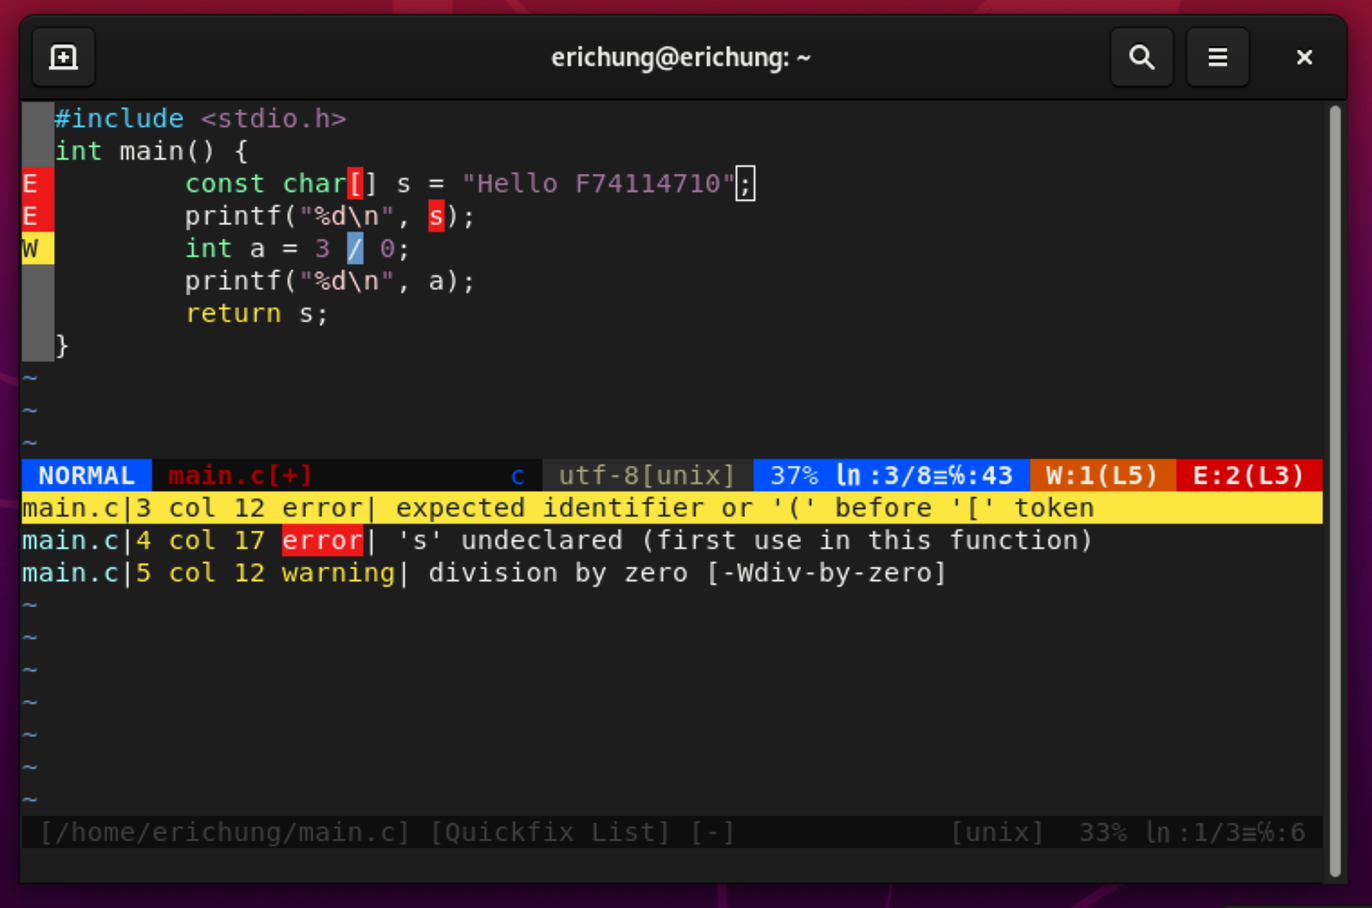 erichung@erichung: ~
#include <stdio.h>
int main() {
E const char[] s = "Hello F74114710";
E printf("%d\n", s);
W int a = 3 / 0;
printf("%d\n", a);
return s;
}
~
~
~
NORMAL main.c[+] c utf-8[unix] 37% ㏑:3/8≡℅:43 W:1(L5) E:2(L3)
main.c|3 col 12 error| expected identifier or '(' before '[' token
main.c|4 col 17 error| 's' undeclared (first use in this function)
main.c|5 col 12 warning| division by zero [-Wdiv-by-zero]
~
~
~
~
~
~
~
[/home/erichung/main.c] [Quickfix List] [-] [unix] 33% ㏑:1/3≡℅:6